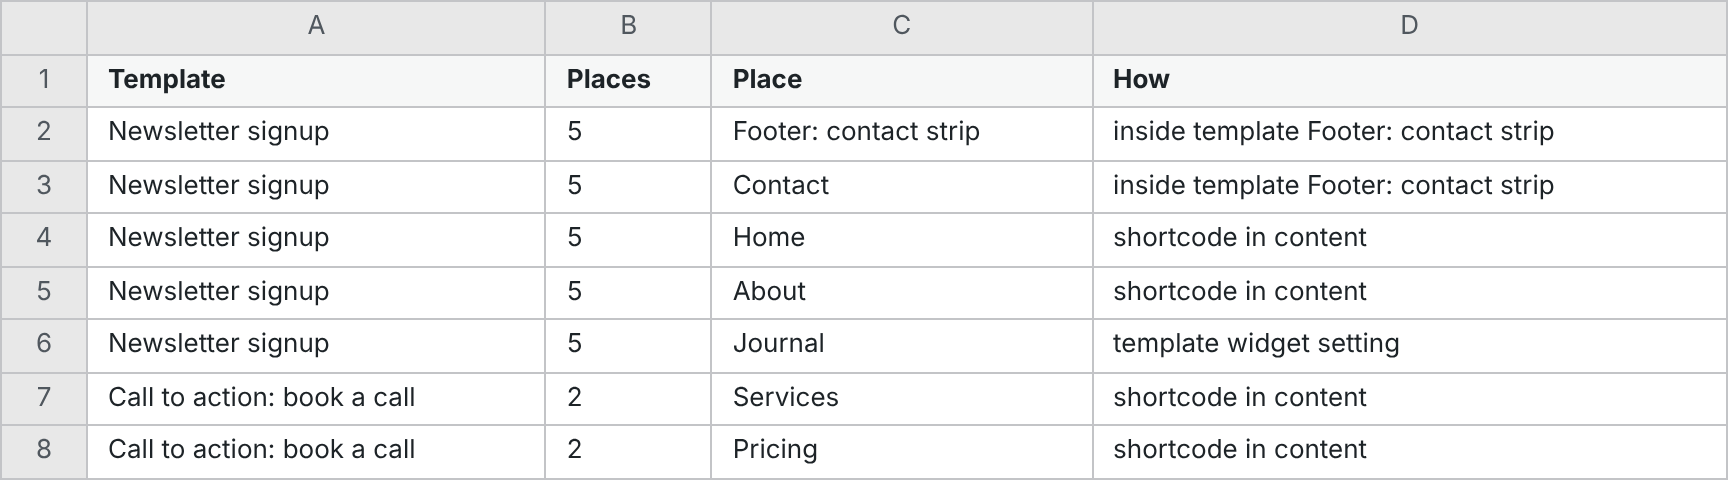 A B C D
1 Template Places Place How
2 Newsletter signup 5 Footer: contact strip inside template Footer: contact strip
3 Newsletter signup 5 Contact inside template Footer: contact strip
4 Newsletter signup 5 Home shortcode in content
5 Newsletter signup 5 About shortcode in content
6 Newsletter signup 5 Journal template widget setting
7 Call to action: book a call 2 Services shortcode in content
8 Call to action: book a call 2 Pricing shortcode in content